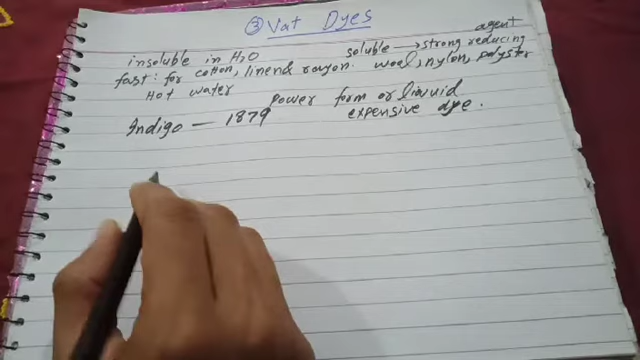 ③ Vat Dyes
insoluble in H2O soluble → strong reducing agent
fast: for cotton, linen & rayon. wool, nylon, polyster
Hot water
power form or liquid
Indigo — 1879 expensive dye.